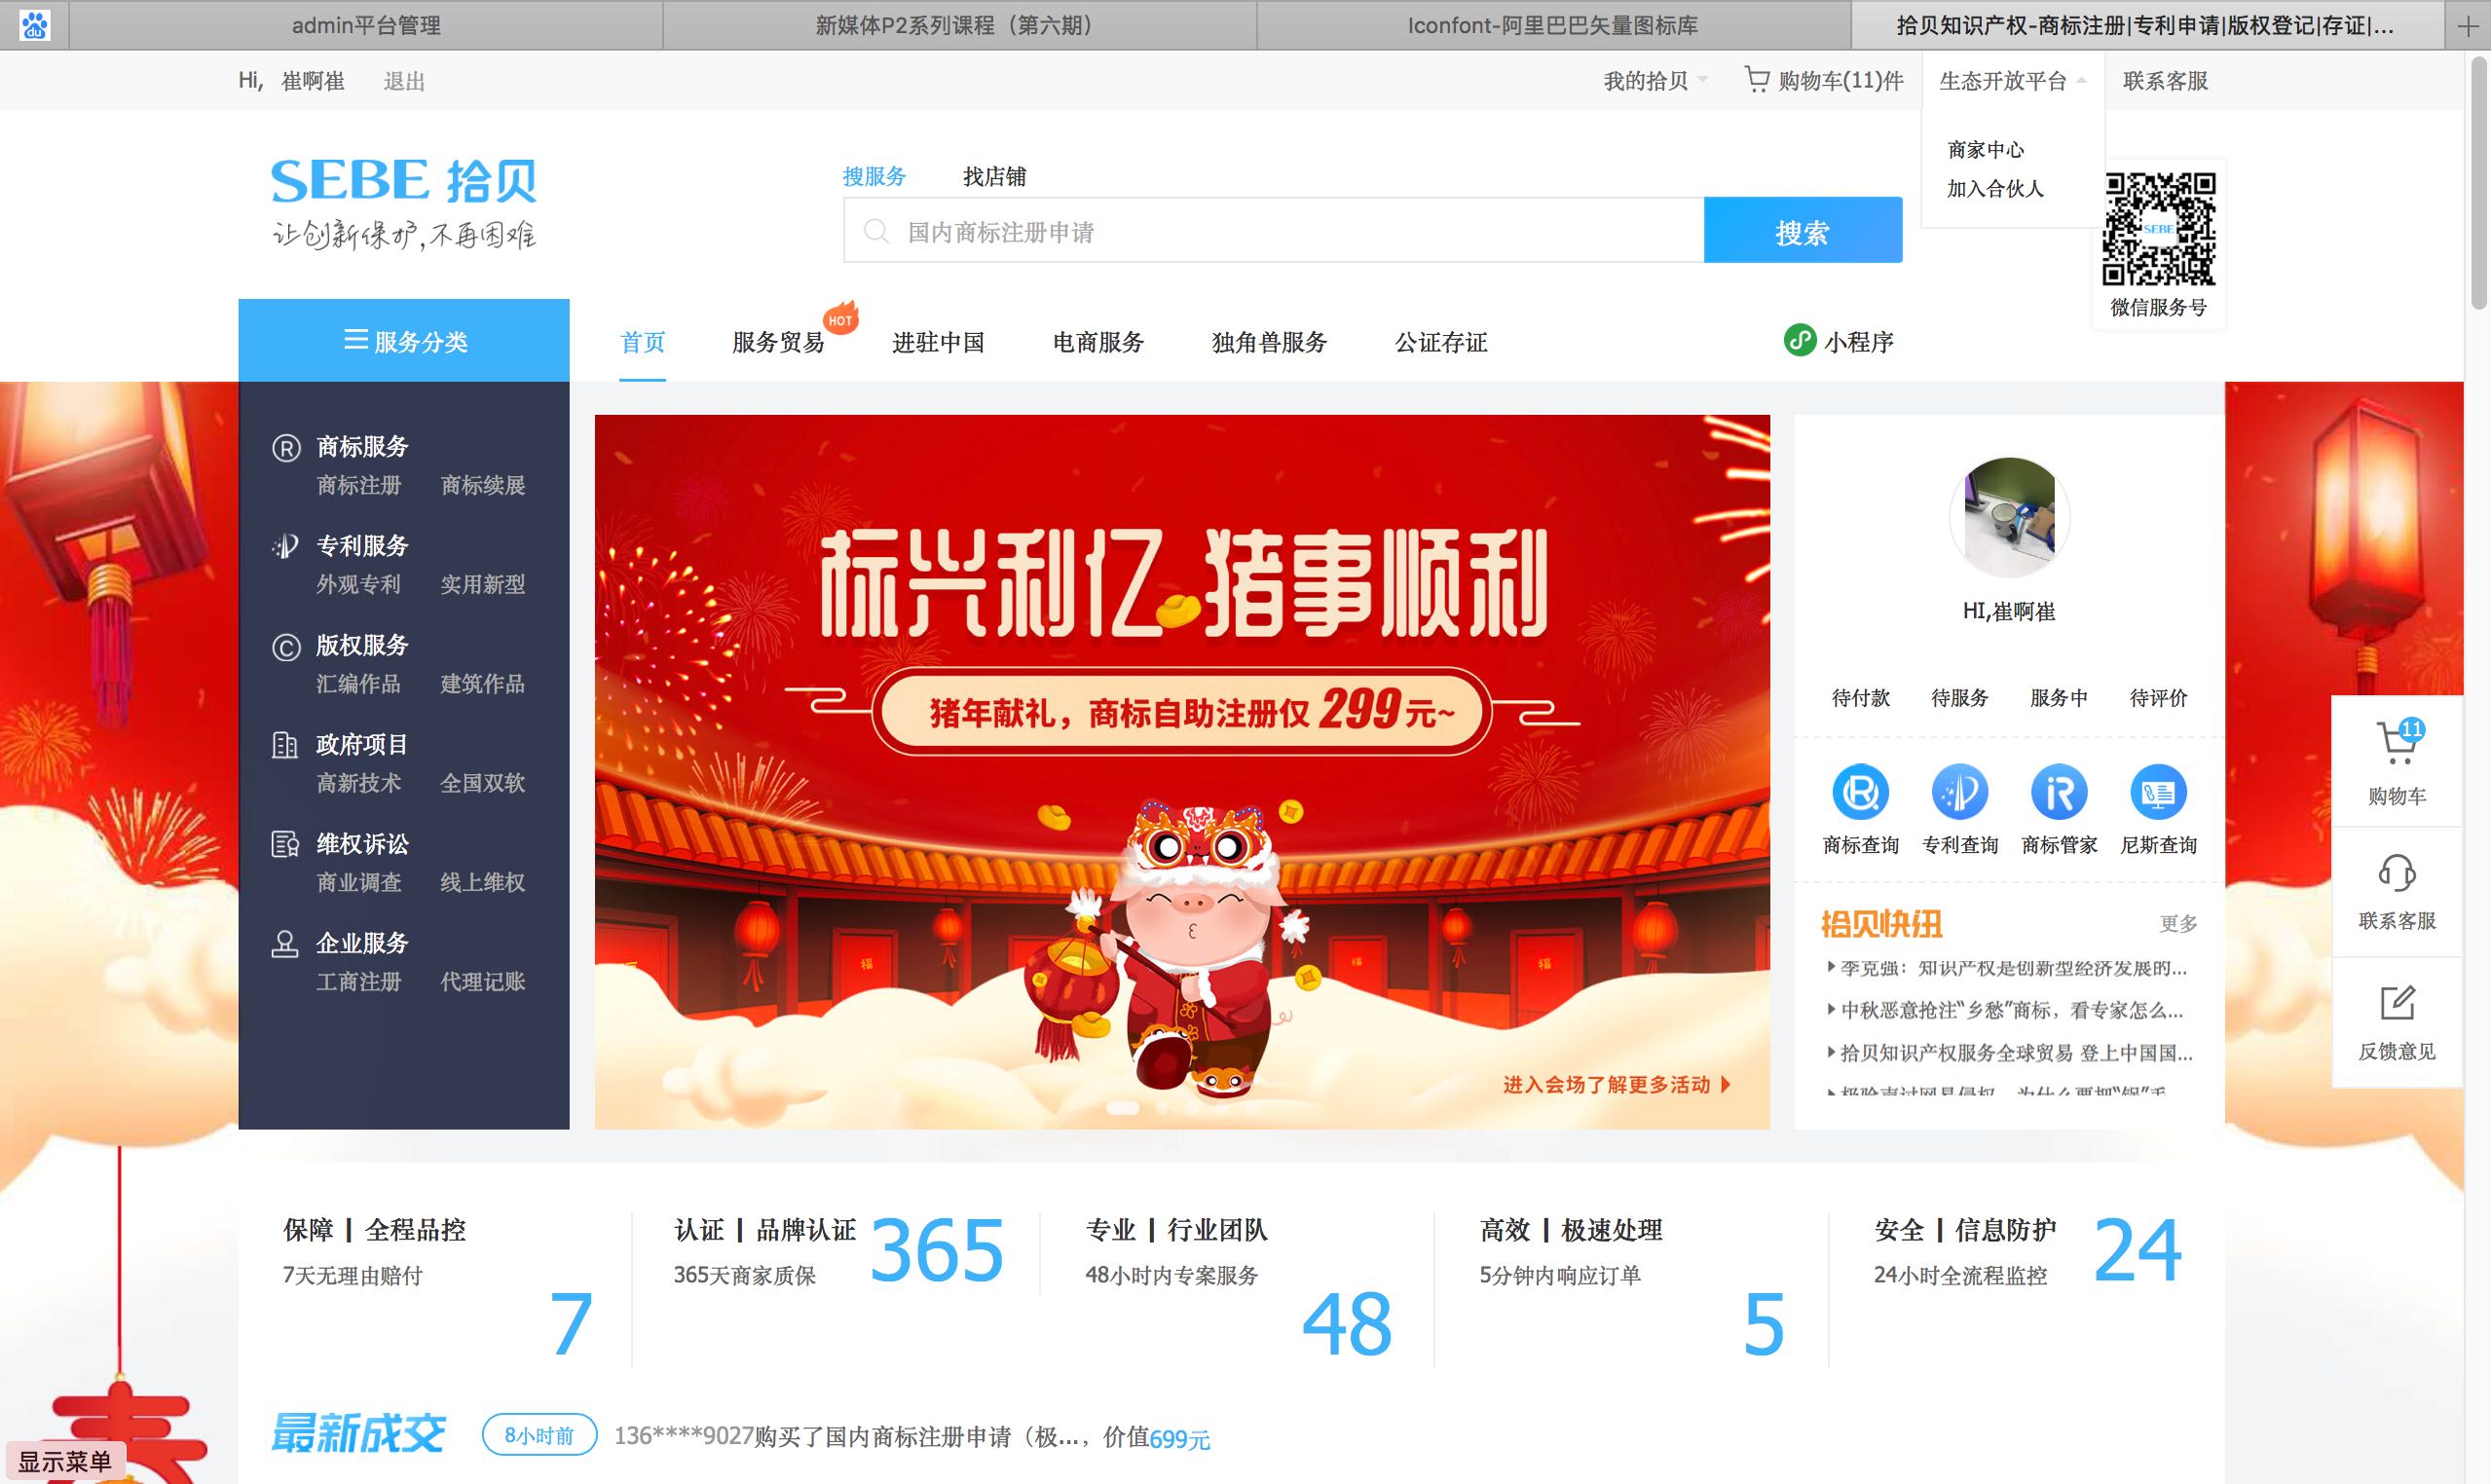 admin平台管理
新媒体P2系列课程（第六期）
Iconfont-阿里巴巴矢量图标库
拾贝知识产权-商标注册|专利申请|版权登记|存证|...
Hi, 崔啊崔 退出
我的拾贝 购物车(11)件 生态开放平台 联系客服
商家中心
加入合伙人
SEBE 拾贝
让创新保护,不再困难
搜服务 找店铺
国内商标注册申请 搜索
SEBE
微信服务号
服务分类
首页 服务贸易 HOT 进驻中国 电商服务 独角兽服务 公证存证 小程序
商标服务
商标注册 商标续展
专利服务
外观专利 实用新型
版权服务
汇编作品 建筑作品
政府项目
高新技术 全国双软
维权诉讼
商业调查 线上维权
企业服务
工商注册 代理记账
标兴利亿 猪事顺利
猪年献礼，商标自助注册仅 299 元~
福 福 福
进入会场了解更多活动
HI,崔啊崔
待付款 待服务 服务中 待评价
商标查询 专利查询 商标管家 尼斯查询
拾贝快讯 更多
李克强：知识产权是创新型经济发展的...
中秋恶意抢注“乡愁”商标，看专家怎么...
拾贝知识产权服务全球贸易 登上中国国...
11
购物车
联系客服
反馈意见
保障 | 全程品控
7天无理由赔付
7
认证 | 品牌认证
365天商家质保
365
专业 | 行业团队
48小时内专案服务
48
高效 | 极速处理
5分钟内响应订单
5
安全 | 信息防护
24小时全流程监控
24
最新成交 8小时前 136****9027购买了国内商标注册申请（极...，价值699元
显示菜单